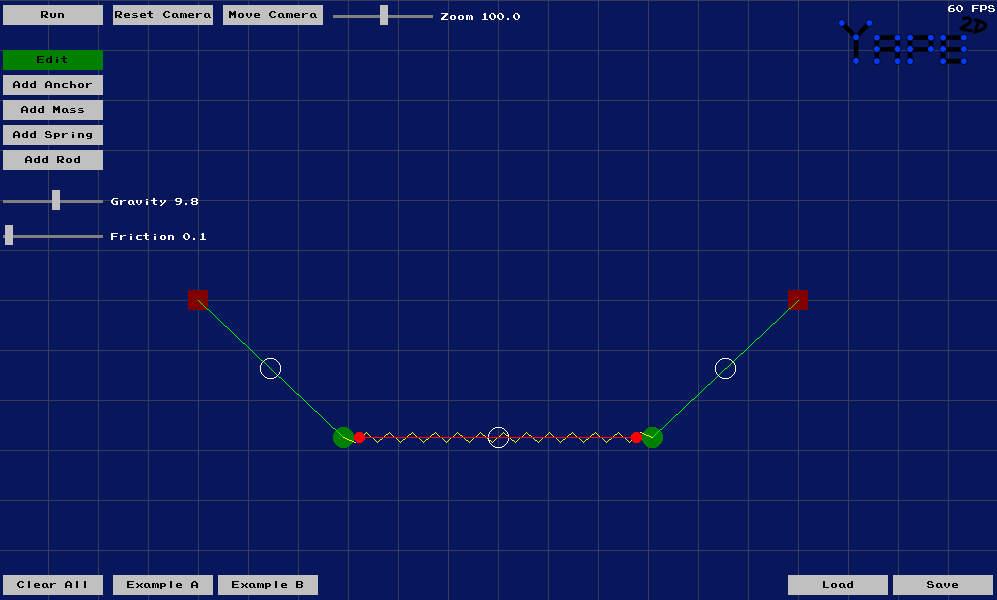 Run
Reset Camera
Move Camera
Zoom 100.0
60 FPS
YAPE 2D
Edit
Add Anchor
Add Mass
Add Spring
Add Rod
Gravity 9.8
Friction 0.1
Clear All
Example A
Example B
Load
Save